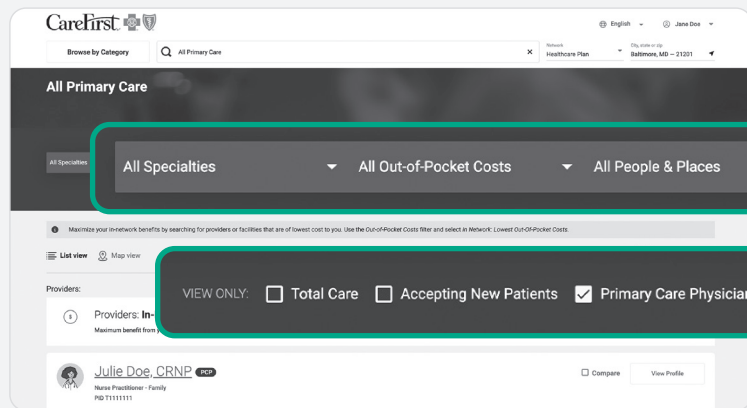 CareFirst
English
Jane Doe
Browse by Category
All Primary Care
×
Network
Healthcare Plan
City, state or zip
Baltimore, MD – 21201
All Primary Care
All Specialties
All Specialties
All Out-of-Pocket Costs
All People & Places
Maximize your in-network benefits by searching for providers or facilities that are of lowest cost to you. Use the Out-of-Pocket Costs filter and select In Network: Lowest Out-Of-Pocket Costs.
List view
Map view
VIEW ONLY:
Total Care
Accepting New Patients
Primary Care Physician
Providers:
$
Providers: In-
Maximum benefit from y
Julie Doe, CRNP PCP
Compare
View Profile
Nurse Practitioner - Family
PID T1111111